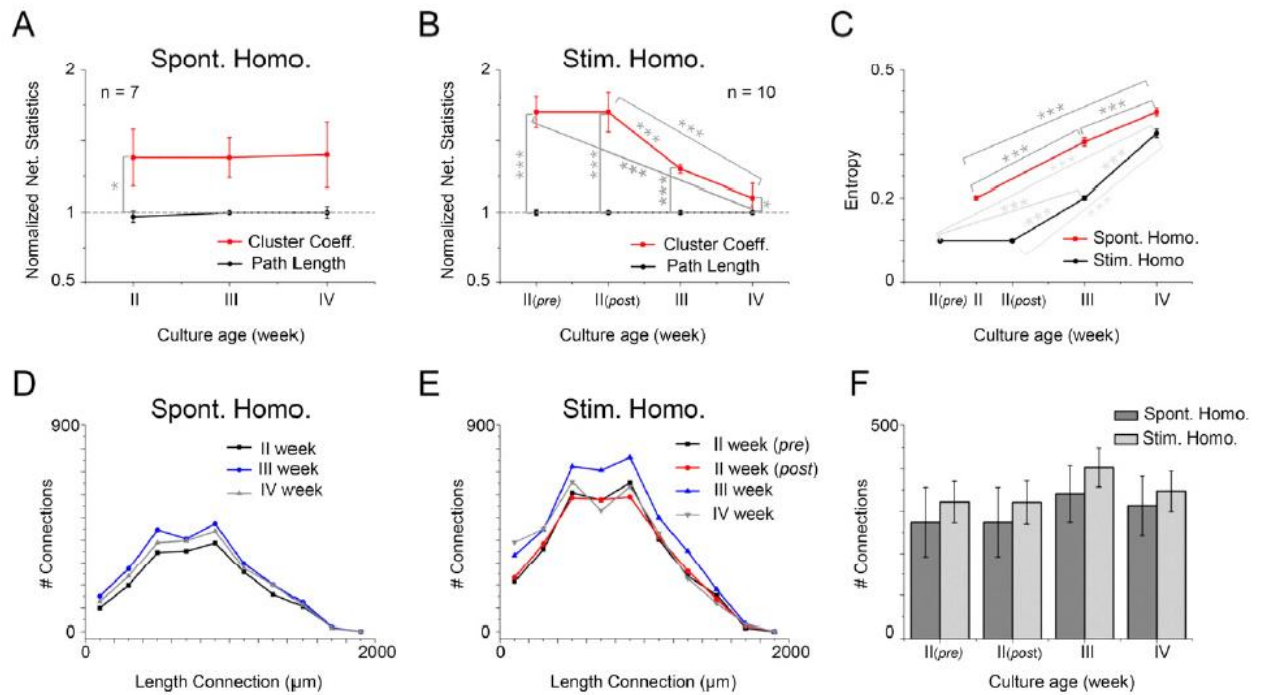 A
Spont. Homo.
2
n = 7
1
0.5
Normalized Net. Statistics
*
Cluster Coeff.
Path Length
II
III
IV
Culture age (week)
B
Stim. Homo.
2
n = 10
1
0.5
Normalized Net. Statistics
***
***
***
***
***
***
*
Cluster Coeff.
Path Length
II(pre)
II(post)
III
IV
Culture age (week)
C
0.5
0.2
0
Entropy
***
***
***
***
***
***
***
***
Spont. Homo.
Stim. Homo
II(pre)
II
II(post)
III
IV
Culture age (week)
D
Spont. Homo.
900
0
# Connections
II week
III week
IV week
0
2000
Length Connection (µm)
E
Stim. Homo.
900
0
# Connections
II week (pre)
II week (post)
III week
IV week
0
2000
Length Connection (µm)
F
Spont. Homo.
Stim. Homo.
500
0
# Connections
II(pre)
II(post)
III
IV
Culture age (week)